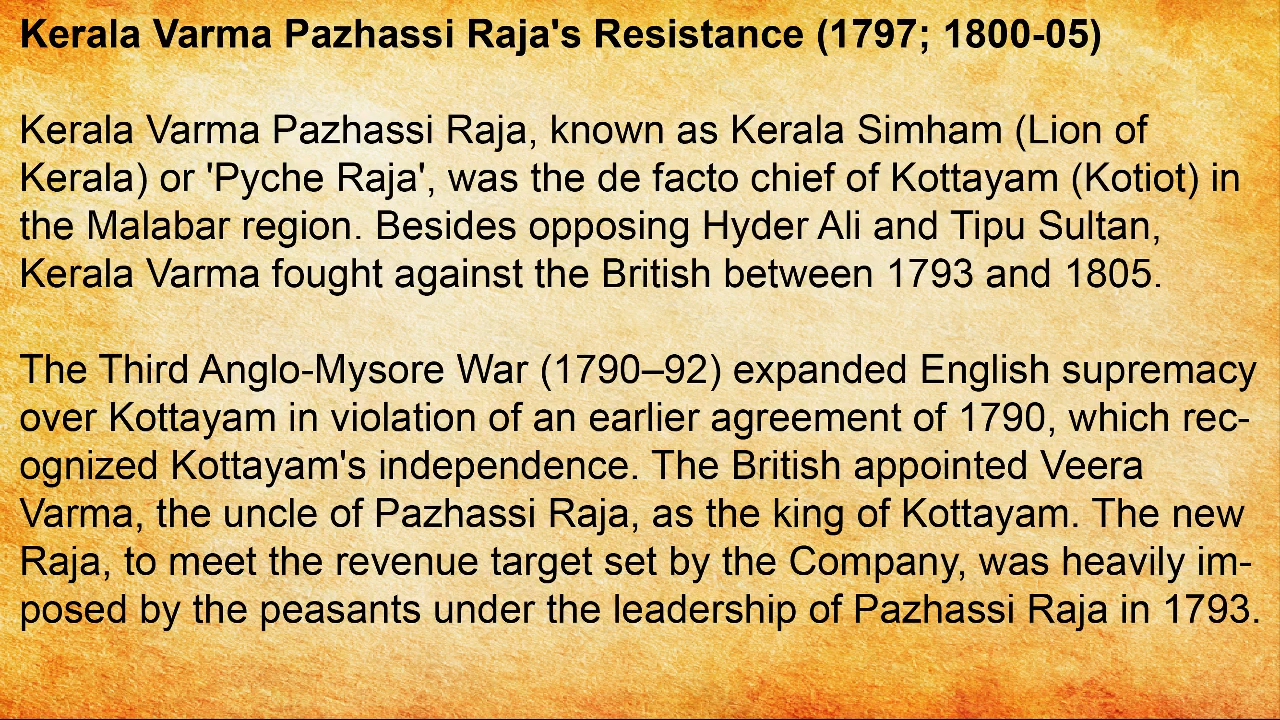 Kerala Varma Pazhassi Raja's Resistance (1797; 1800-05)
Kerala Varma Pazhassi Raja, known as Kerala Simham (Lion of
Kerala) or 'Pyche Raja', was the de facto chief of Kottayam (Kotiot) in
the Malabar region. Besides opposing Hyder Ali and Tipu Sultan,
Kerala Varma fought against the British between 1793 and 1805.
The Third Anglo-Mysore War (1790–92) expanded English supremacy
over Kottayam in violation of an earlier agreement of 1790, which rec-
ognized Kottayam's independence. The British appointed Veera
Varma, the uncle of Pazhassi Raja, as the king of Kottayam. The new
Raja, to meet the revenue target set by the Company, was heavily im-
posed by the peasants under the leadership of Pazhassi Raja in 1793.